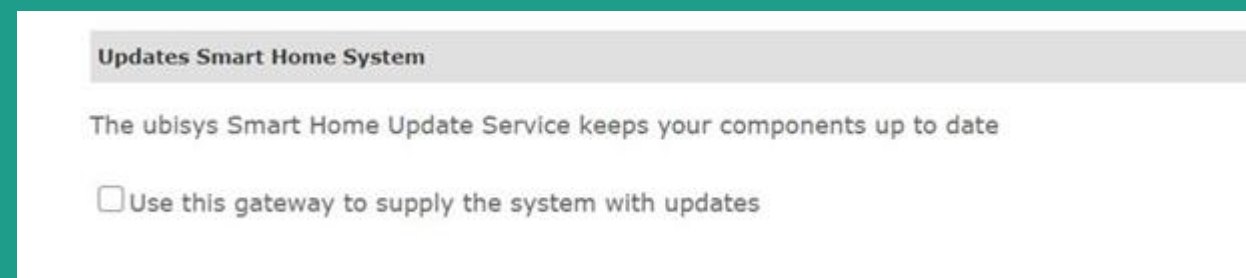 Updates Smart Home System
The ubisys Smart Home Update Service keeps your components up to date
Use this gateway to supply the system with updates